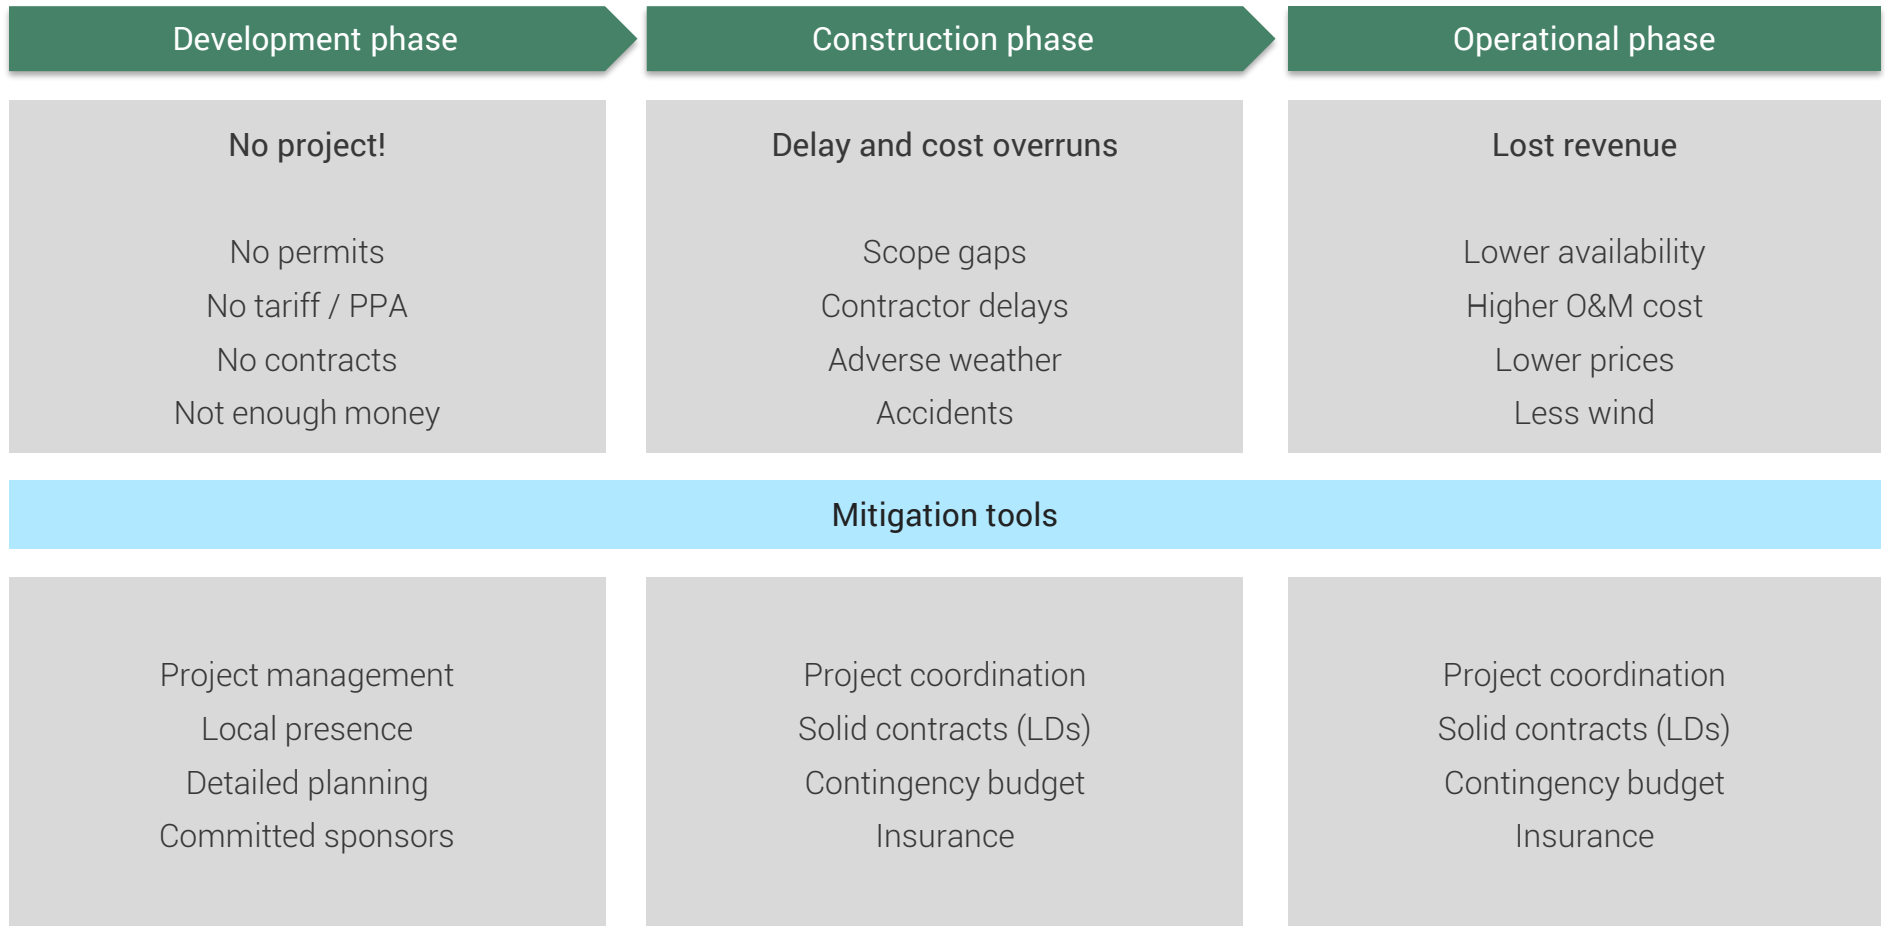 Development phase
Construction phase
Operational phase
No project!
No permits
No tariff / PPA
No contracts
Not enough money
Delay and cost overruns
Scope gaps
Contractor delays
Adverse weather
Accidents
Lost revenue
Lower availability
Higher O&M cost
Lower prices
Less wind
Mitigation tools
Project management
Local presence
Detailed planning
Committed sponsors
Project coordination
Solid contracts (LDs)
Contingency budget
Insurance
Project coordination
Solid contracts (LDs)
Contingency budget
Insurance